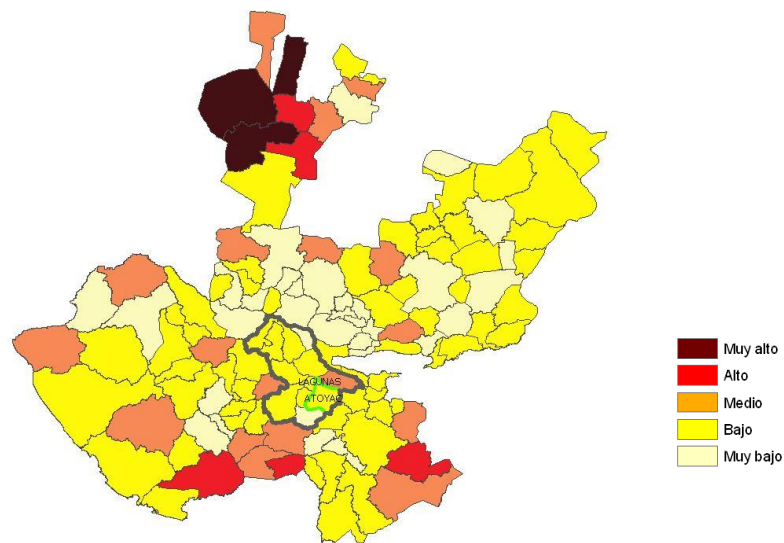 LAGUNAS
ATOYAC
Muy alto
Alto
Medio
Bajo
Muy bajo